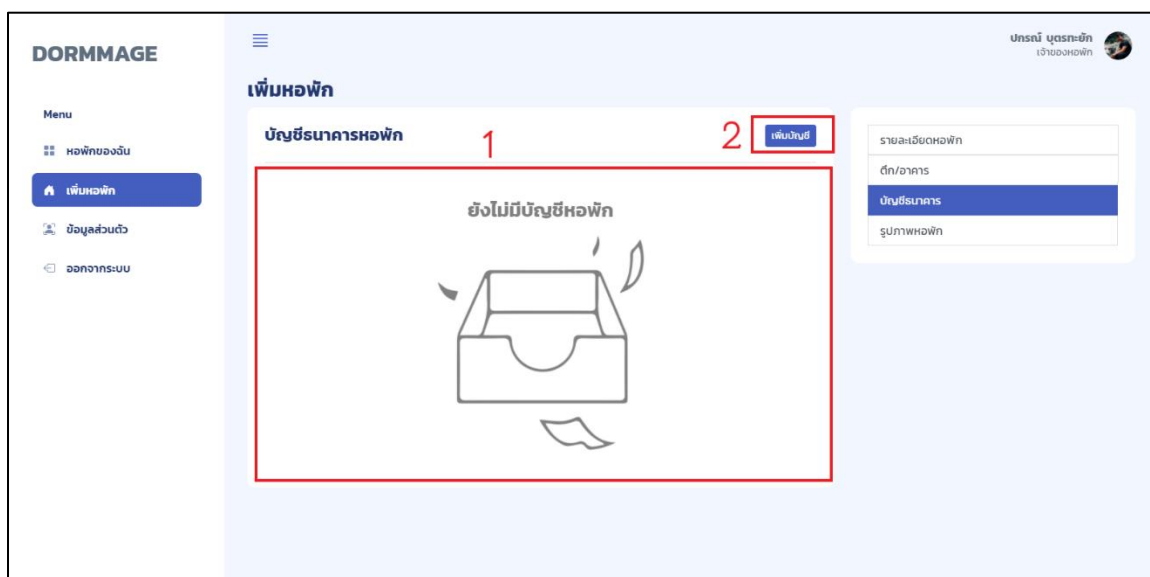 DORMMAGE
ปกรณ์ บุตรทะยัก
เจ้าของหอพัก
เพิ่มหอพัก
Menu
หอพักของฉัน
เพิ่มหอพัก
ข้อมูลส่วนตัว
ออกจากระบบ
บัญชีธนาคารหอพัก
1
2
เพิ่มบัญชี
ยังไม่มีบัญชีหอพัก
รายละเอียดหอพัก
ตึก/อาคาร
บัญชีธนาคาร
รูปภาพหอพัก